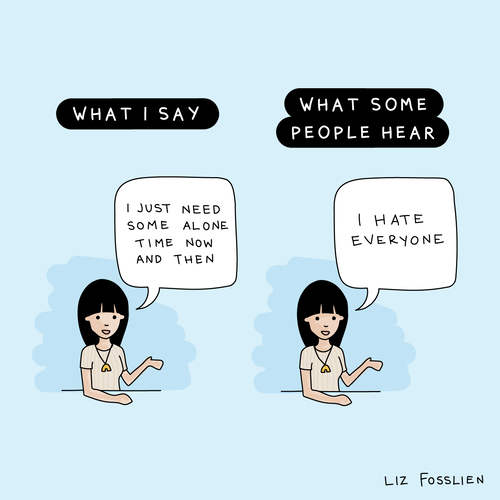 WHAT I SAY
I JUST NEED
SOME ALONE
TIME NOW
AND THEN
WHAT SOME
PEOPLE HEAR
I HATE
EVERYONE
LIZ FOSSLIEN